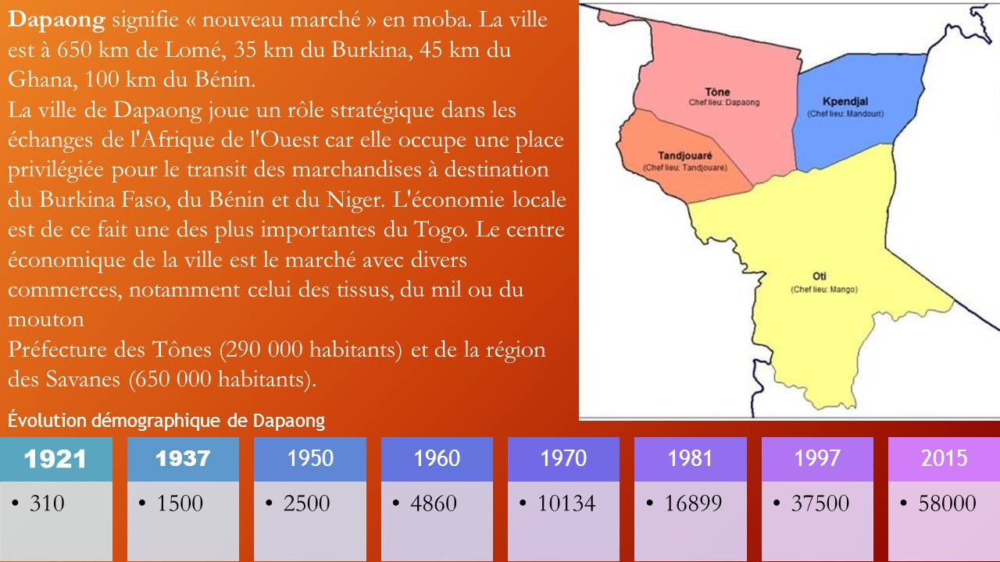 Dapaong signifie « nouveau marché » en moba. La ville
est à 650 km de Lomé, 35 km du Burkina, 45 km du
Ghana, 100 km du Bénin.
La ville de Dapaong joue un rôle stratégique dans les
échanges de l'Afrique de l'Ouest car elle occupe une place
privilégiée pour le transit des marchandises à destination
du Burkina Faso, du Bénin et du Niger. L'économie locale
est de ce fait une des plus importantes du Togo. Le centre
économique de la ville est le marché avec divers
commerces, notamment celui des tissus, du mil ou du
mouton
Préfecture des Tônes (290 000 habitants) et de la région
des Savanes (650 000 habitants).
Tône
Chef lieu: Dapaong
Kpendjal
(Chef lieu: Mandouri)
Tandjouaré
(Chef lieu: Tandjouare)
Oti
(Chef lieu: Mango)
Évolution démographique de Dapaong
1921 1937 1950 1960 1970 1981 1997 2015
• 310 • 1500 • 2500 • 4860 • 10134 • 16899 • 37500 • 58000